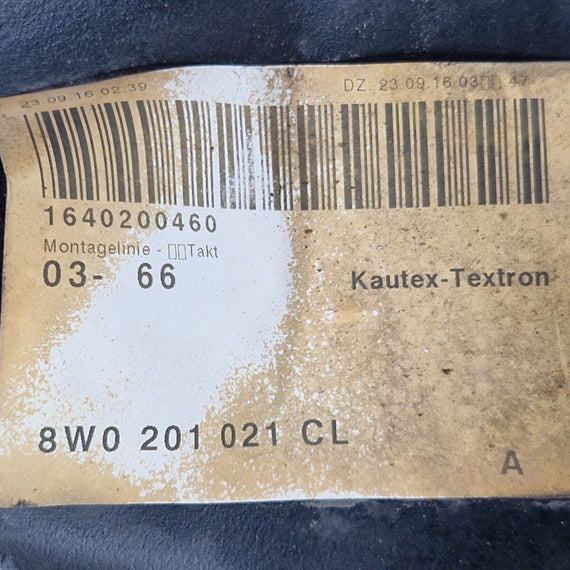 23 09 16 02:39
DZ 23.09.16 03▯▯ 47
1640200460
Montagelinie - ▯▯Takt
03- 66
Kautex-Textron
8W0 201 021 CL
A